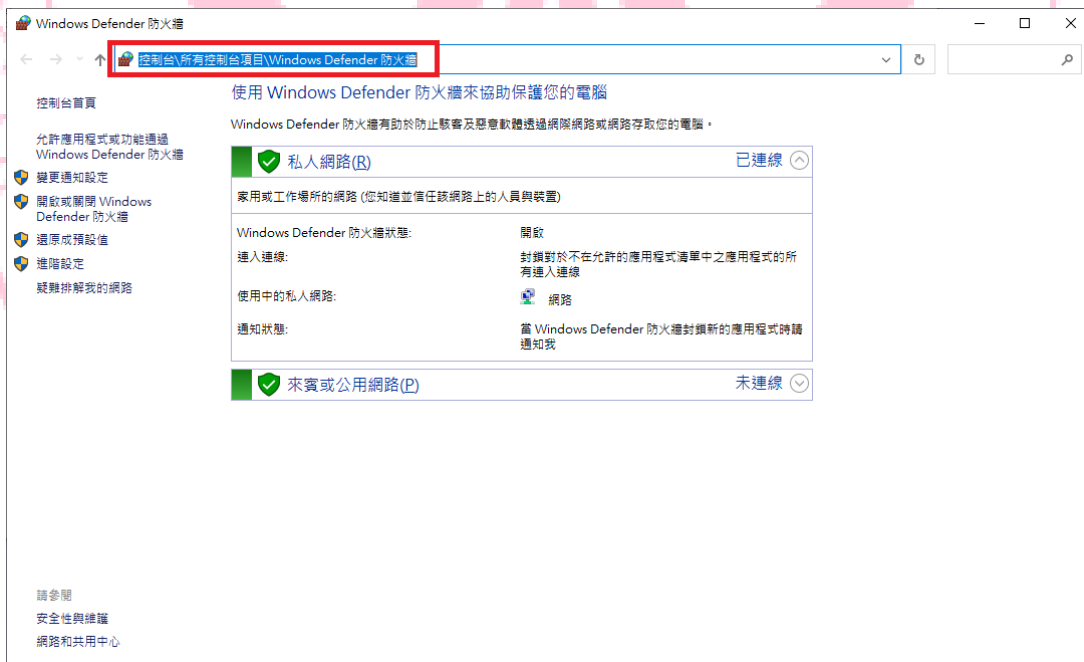 Windows Defender 防火牆
控制台\所有控制台項目\Windows Defender 防火牆
控制台首頁
允許應用程式或功能通過
Windows Defender 防火牆
變更通知設定
開啟或關閉 Windows
Defender 防火牆
還原成預設值
進階設定
疑難排解我的網路
使用 Windows Defender 防火牆來協助保護您的電腦
Windows Defender 防火牆有助於防止駭客及惡意軟體透過網際網路或網路存取您的電腦。
私人網路(R)
已連線
家用或工作場所的網路 (您知道並信任該網路上的人員與裝置)
Windows Defender 防火牆狀態:
開啟
連入連線:
封鎖對於不在允許的應用程式清單中之應用程式的所
有連入連線
使用中的私人網路:
網路
通知狀態:
當 Windows Defender 防火牆封鎖新的應用程式時請
通知我
來賓或公用網路(P)
未連線
請參閱
安全性與維護
網路和共用中心